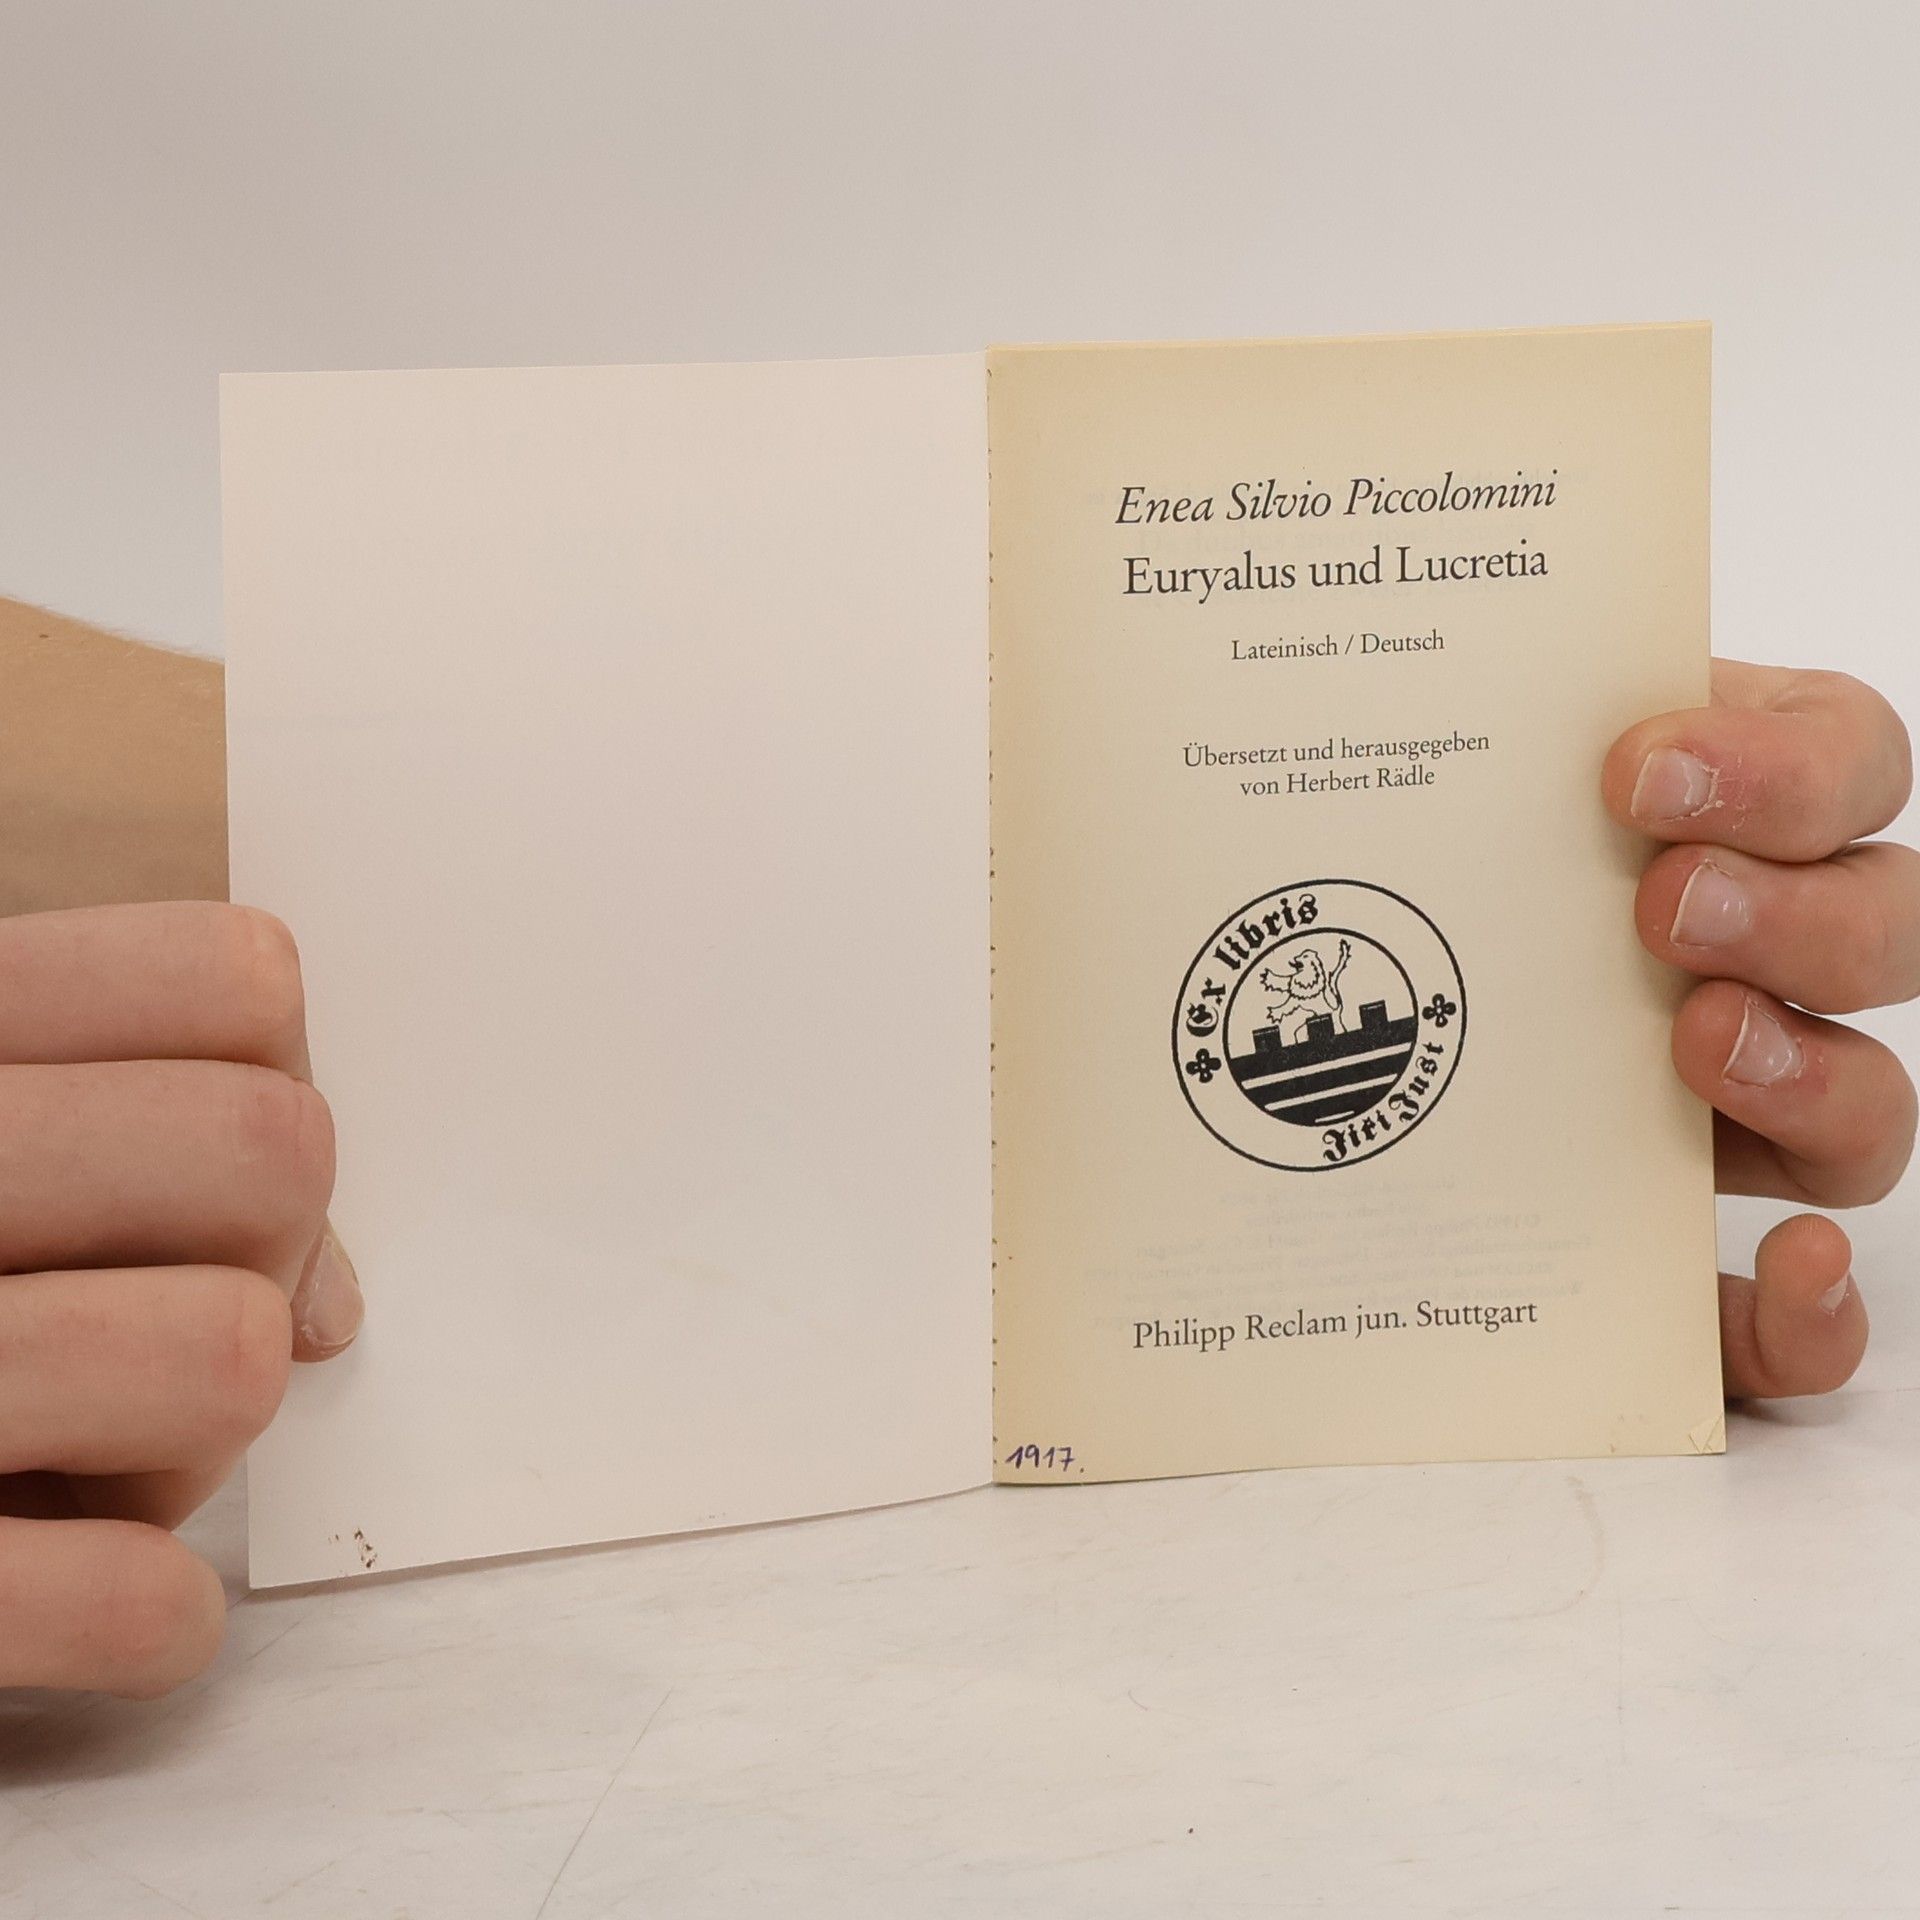 Enea Silvio Piccolomini
Euryalus und Lucretia
Lateinisch / Deutsch
Übersetzt und herausgegeben
von Herbert Rädle
Ex libris
Jiří Just
Philipp Reclam jun. Stuttgart
1917.